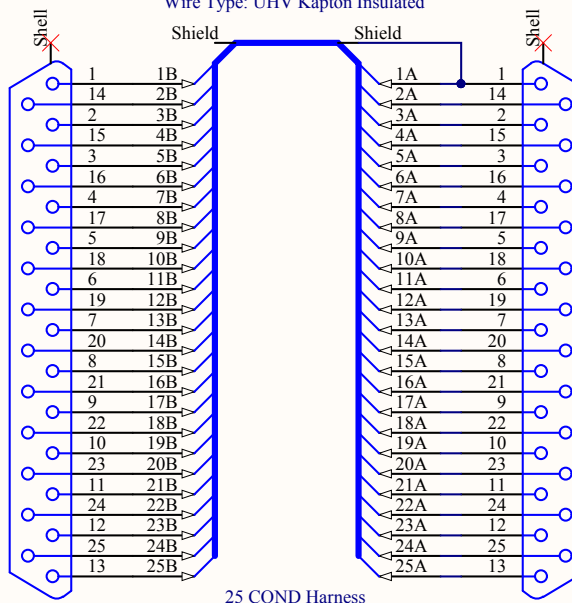 Wire Type: UHV Kapton Insulated
Shell Shield Shield Shell
1 1B 1A 1
14 2B 2A 14
2 3B 3A 2
15 4B 4A 15
3 5B 5A 3
16 6B 6A 16
4 7B 7A 4
17 8B 8A 17
5 9B 9A 5
18 10B 10A 18
6 11B 11A 6
19 12B 12A 19
7 13B 13A 7
20 14B 14A 20
8 15B 15A 8
21 16B 16A 21
9 17B 17A 9
22 18B 18A 22
10 19B 19A 10
23 20B 20A 23
11 21B 21A 11
24 22B 22A 24
12 23B 23A 12
25 24B 24A 25
13 25B 25A 13
25 COND Harness